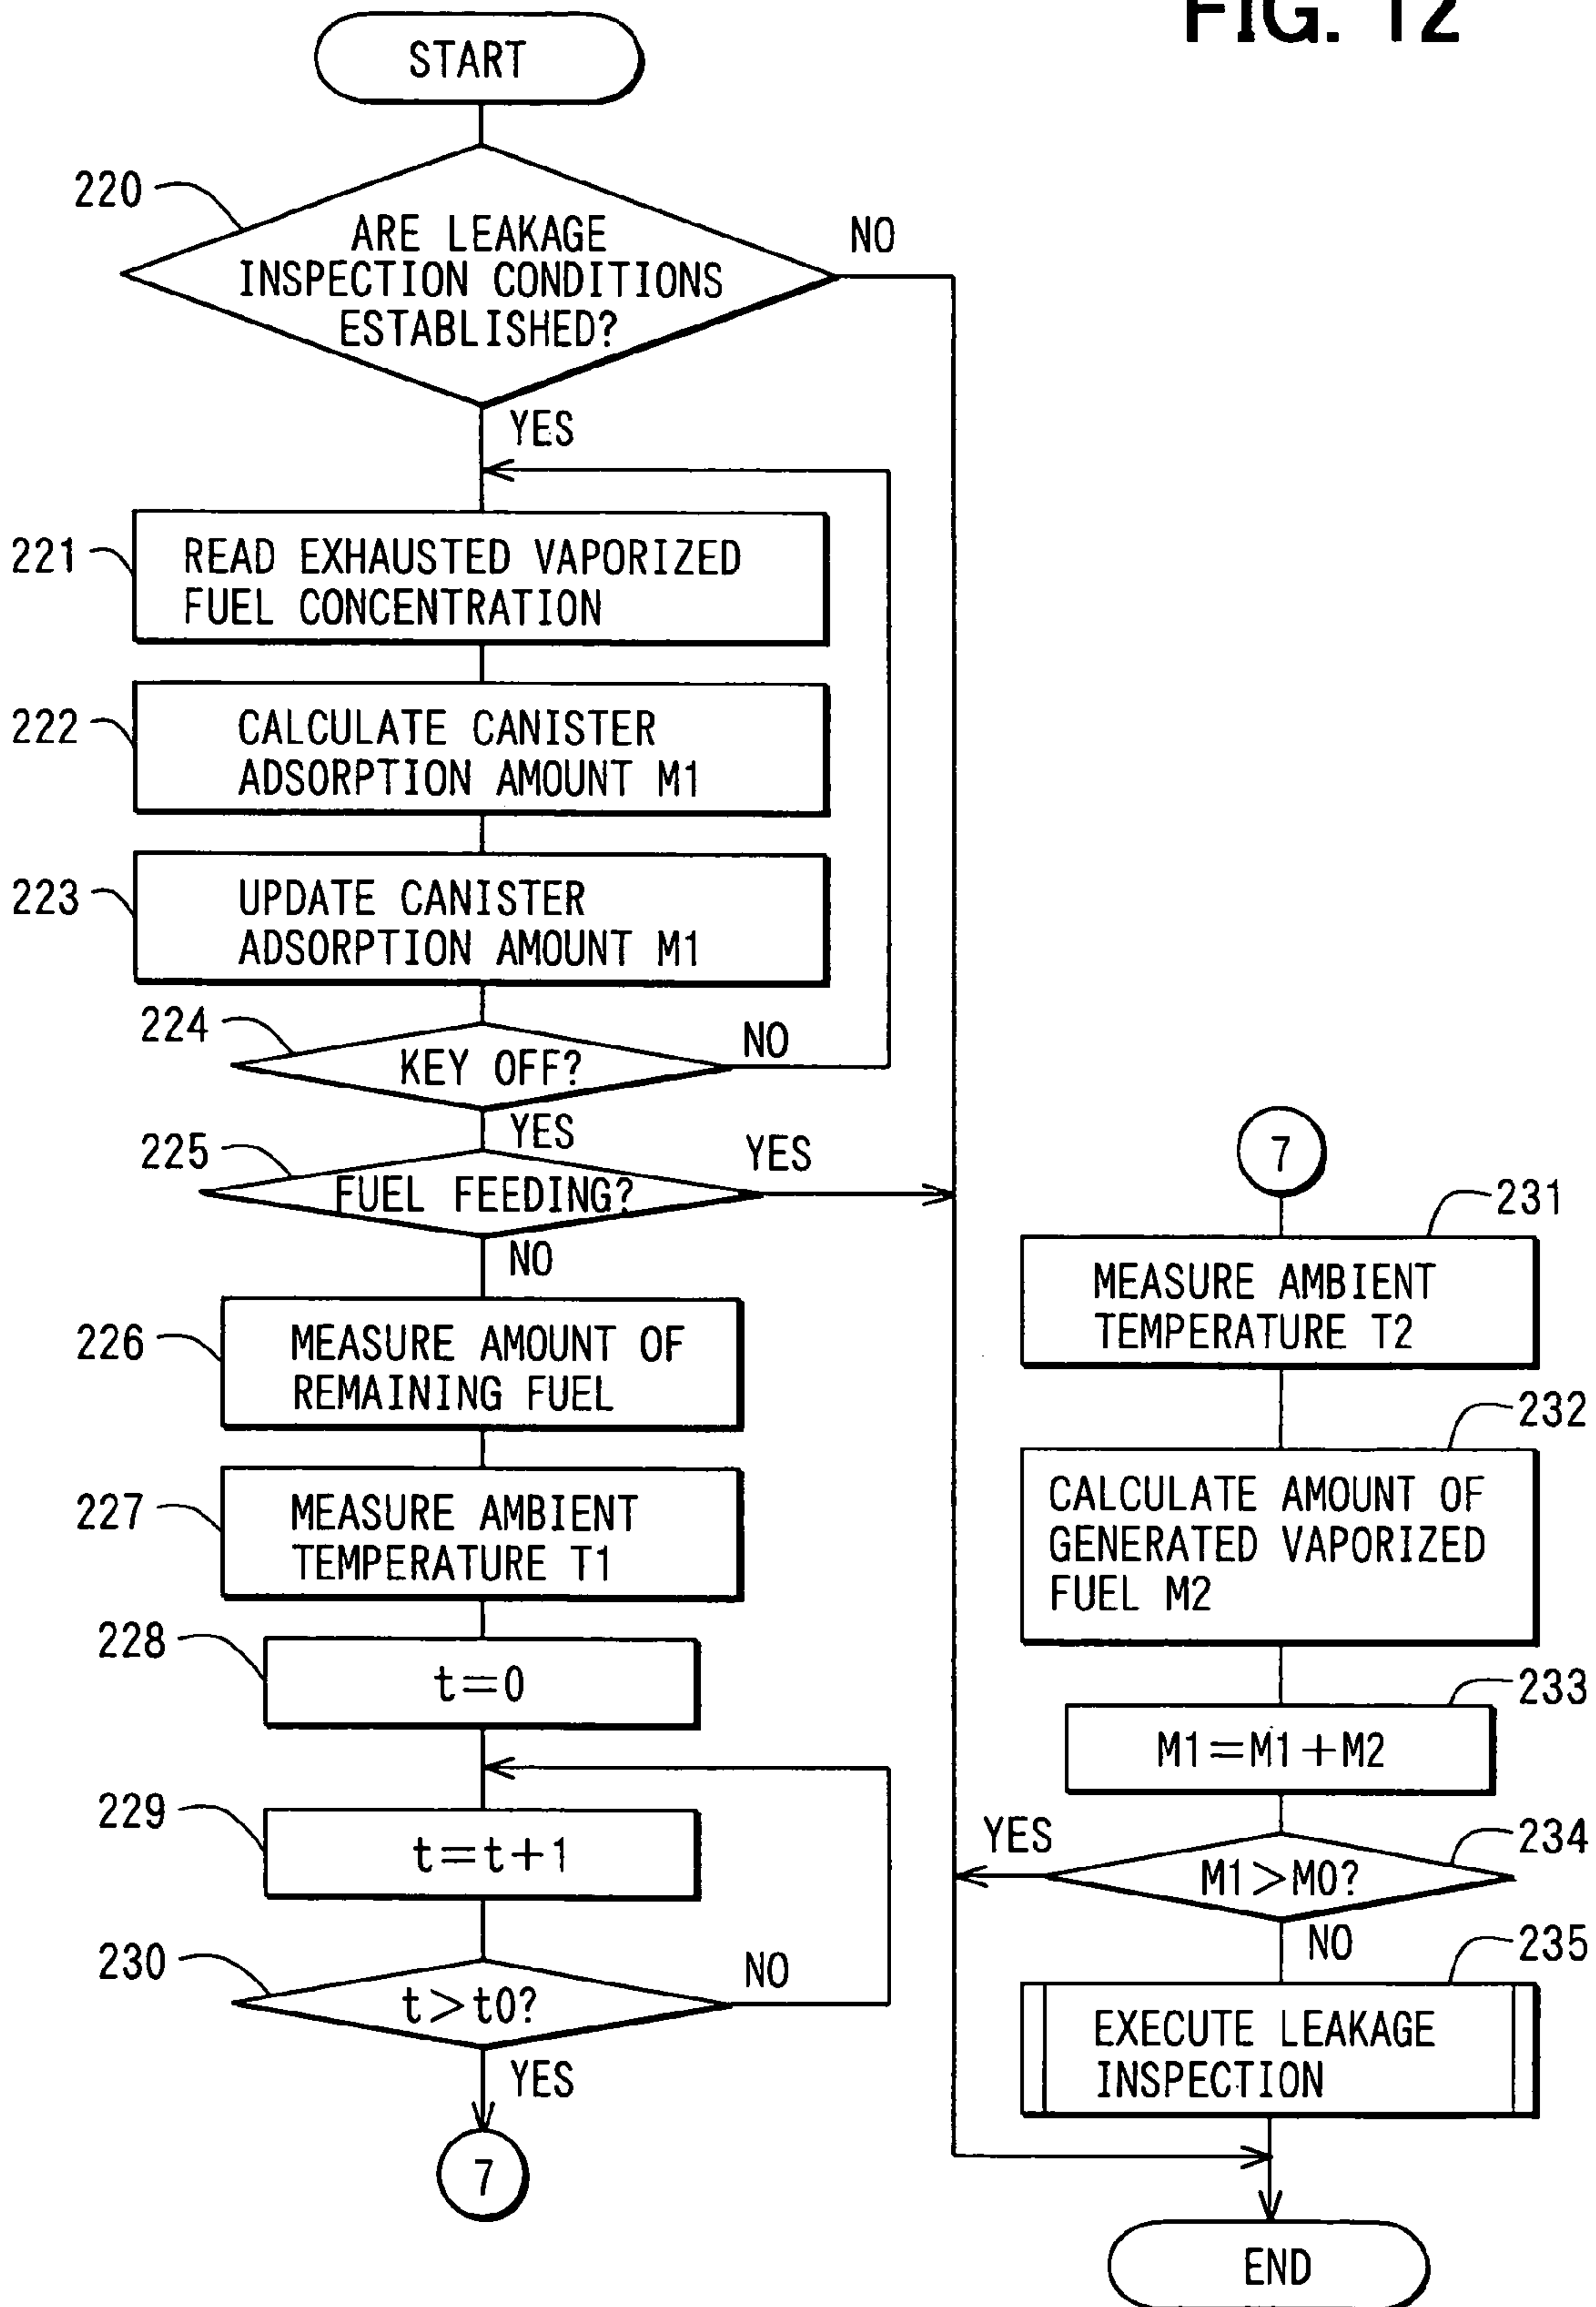 FIG. 12
START
220
ARE LEAKAGE
INSPECTION CONDITIONS
ESTABLISHED?
NO
YES
221
READ EXHAUSTED VAPORIZED
FUEL CONCENTRATION
222
CALCULATE CANISTER
ADSORPTION AMOUNT M1
223
UPDATE CANISTER
ADSORPTION AMOUNT M1
224
KEY OFF?
NO
YES
225
FUEL FEEDING?
YES
NO
226
MEASURE AMOUNT OF
REMAINING FUEL
227
MEASURE AMBIENT
TEMPERATURE T1
228
t=0
229
t=t+1
230
t>t0?
NO
YES
7
7
231
MEASURE AMBIENT
TEMPERATURE T2
232
CALCULATE AMOUNT OF
GENERATED VAPORIZED
FUEL M2
233
M1=M1+M2
234
M1>M0?
YES
NO
235
EXECUTE LEAKAGE
INSPECTION
END